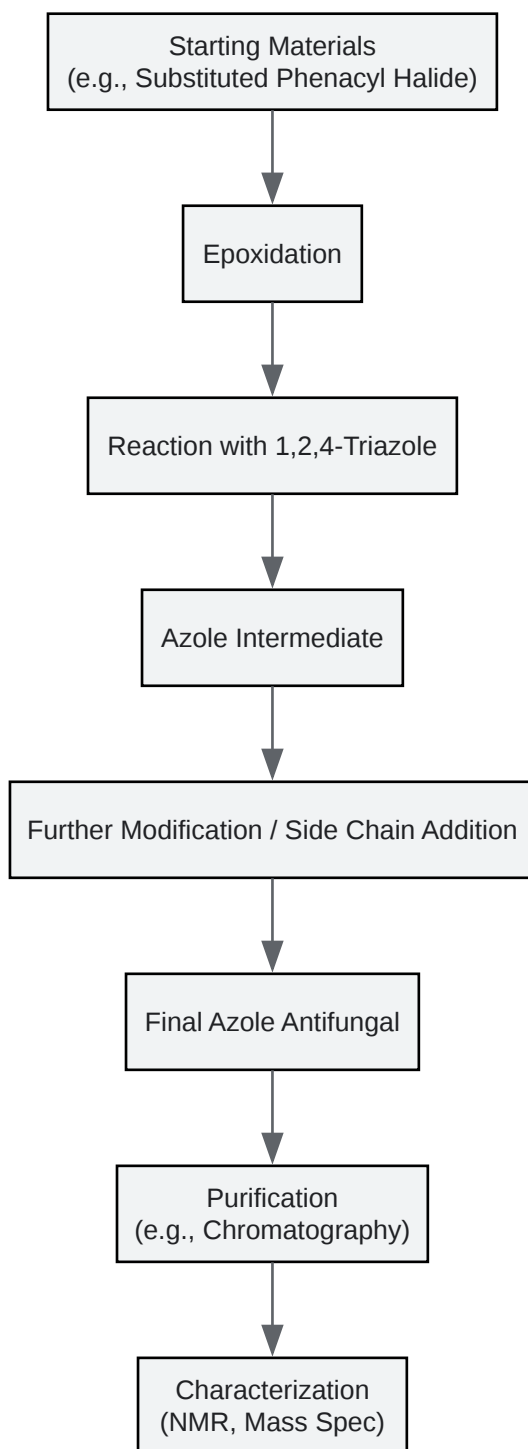 Starting Materials
(e.g., Substituted Phenacyl Halide)
Epoxidation
Reaction with 1,2,4-Triazole
Azole Intermediate
Further Modification / Side Chain Addition
Final Azole Antifungal
Purification
(e.g., Chromatography)
Characterization
(NMR, Mass Spec)